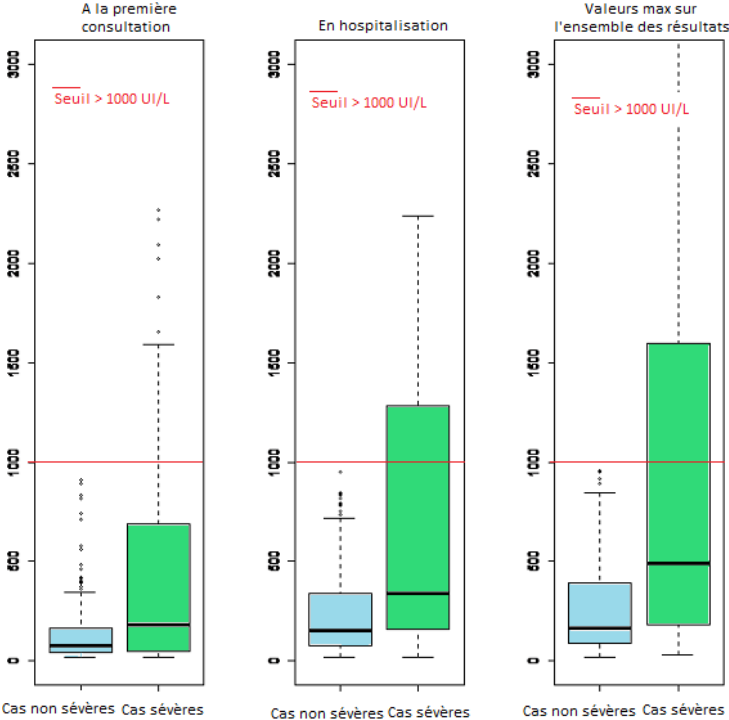 A la première
consultation
En hospitalisation
Valeurs max sur
l'ensemble des résultats
3000
2500
2000
1500
1000
500
0
Seuil > 1000 UI/L
Cas non sévères
Cas sévères
3000
2500
2000
1500
1000
500
0
Seuil > 1000 UI/L
Cas non sévères
Cas sévères
3000
2500
2000
1500
1000
500
0
Seuil > 1000 UI/L
Cas non sévères
Cas sévères